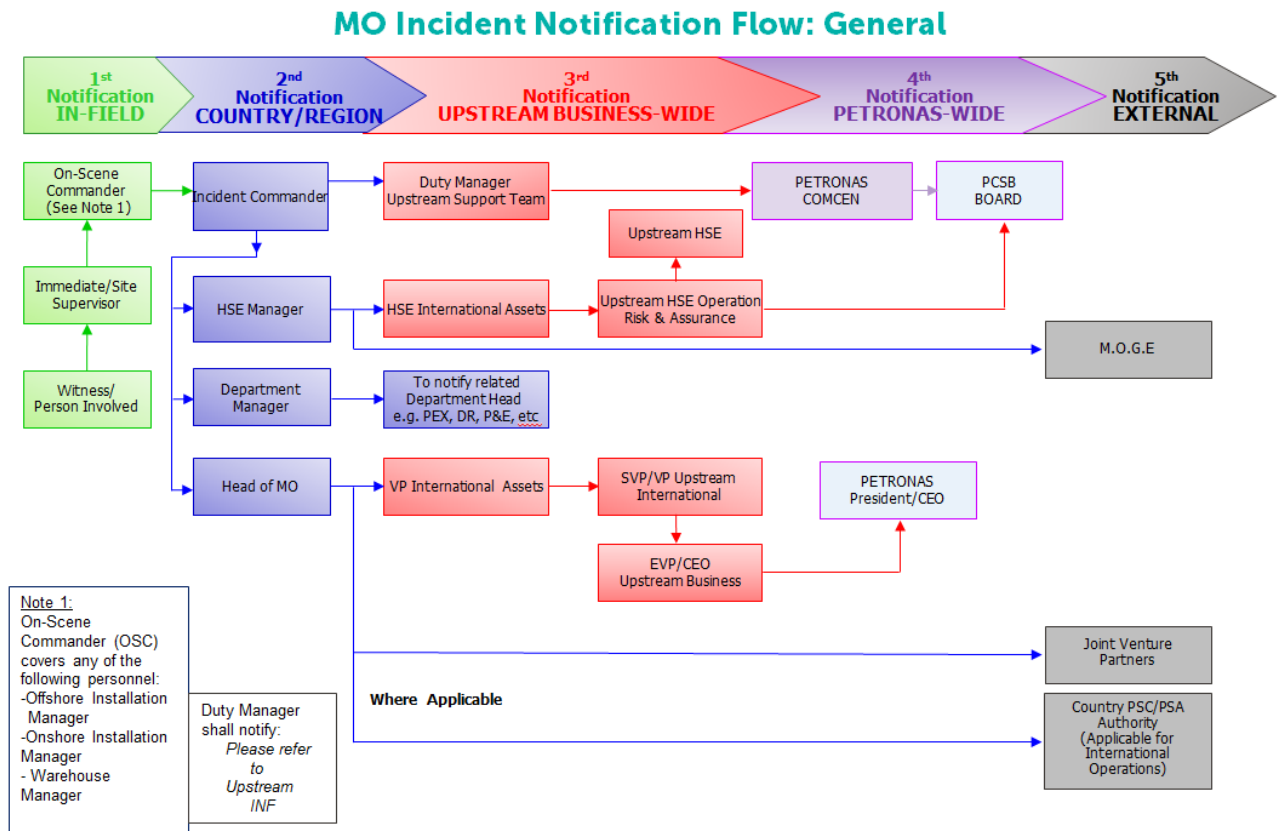 MO Incident Notification Flow: General
1st
Notification
IN-FIELD
2nd
Notification
COUNTRY/REGION
3rd
Notification
UPSTREAM BUSINESS-WIDE
4th
Notification
PETRONAS-WIDE
5th
Notification
EXTERNAL
On-Scene
Commander
(See Note 1)
Incident Commander
Duty Manager
Upstream Support Team
PETRONAS
COMCEN
PCSB
BOARD
Upstream HSE
Immediate/Site
Supervisor
HSE Manager
HSE International Assets
Upstream HSE Operation
Risk & Assurance
M.O.G.E
Witness/
Person Involved
Department
Manager
To notify related
Department Head
e.g. PEX, DR, P&E, etc
Head of MO
VP International Assets
SVP/VP Upstream
International
PETRONAS
President/CEO
EVP/CEO
Upstream Business
Note 1:
On-Scene
Commander (OSC)
covers any of the
following personnel:
-Offshore Installation
Manager
-Onshore Installation
Manager
- Warehouse
Manager
Duty Manager
shall notify:
Please refer
to
Upstream
INF
Where Applicable
Joint Venture
Partners
Country PSC/PSA
Authority
(Applicable for
International
Operations)